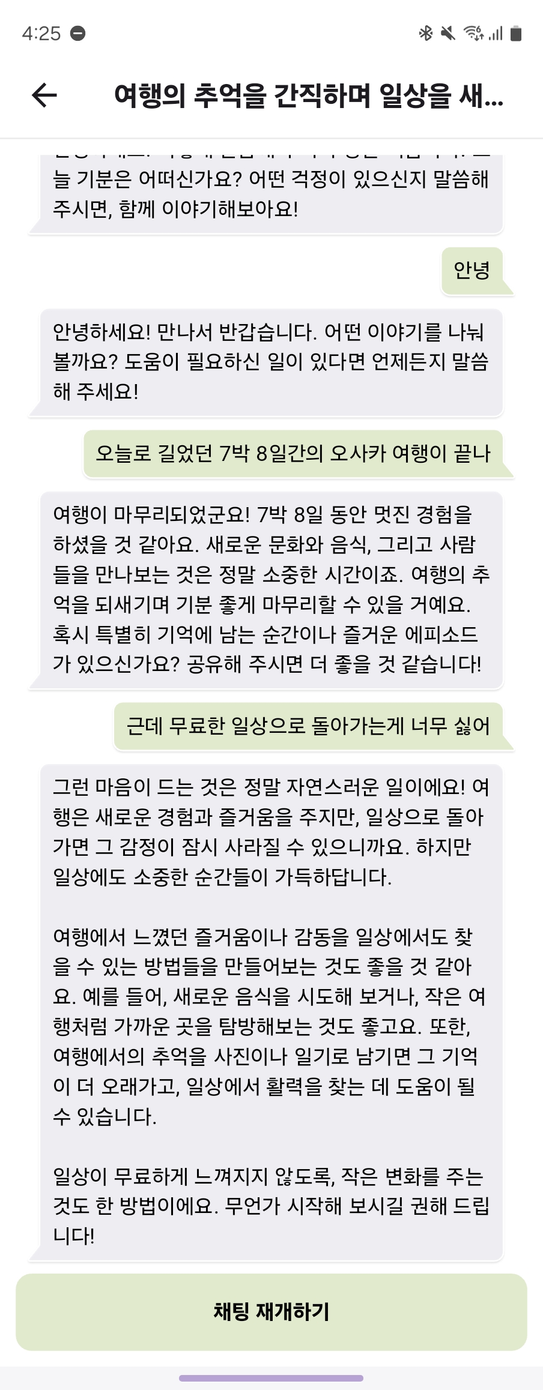 4:25
여행의 추억을 간직하며 일상을 새...
늘 기분은 어떠신가요? 어떤 걱정이 있으신지 말씀해
주시면, 함께 이야기해보아요!
안녕
안녕하세요! 만나서 반갑습니다. 어떤 이야기를 나눠
볼까요? 도움이 필요하신 일이 있다면 언제든지 말씀
해 주세요!
오늘로 길었던 7박 8일간의 오사카 여행이 끝나
여행이 마무리되었군요! 7박 8일 동안 멋진 경험을
하셨을 것 같아요. 새로운 문화와 음식, 그리고 사람
들을 만나보는 것은 정말 소중한 시간이죠. 여행의 추
억을 되새기며 기분 좋게 마무리할 수 있을 거예요.
혹시 특별히 기억에 남는 순간이나 즐거운 에피소드
가 있으신가요? 공유해 주시면 더 좋을 것 같습니다!
근데 무료한 일상으로 돌아가는게 너무 싫어
그런 마음이 드는 것은 정말 자연스러운 일이에요! 여
행은 새로운 경험과 즐거움을 주지만, 일상으로 돌아
가면 그 감정이 잠시 사라질 수 있으니까요. 하지만
일상에도 소중한 순간들이 가득하답니다.
여행에서 느꼈던 즐거움이나 감동을 일상에서도 찾
을 수 있는 방법들을 만들어보는 것도 좋을 것 같아
요. 예를 들어, 새로운 음식을 시도해 보거나, 작은 여
행처럼 가까운 곳을 탐방해보는 것도 좋고요. 또한,
여행에서의 추억을 사진이나 일기로 남기면 그 기억
이 더 오래가고, 일상에서 활력을 찾는 데 도움이 될
수 있습니다.
일상이 무료하게 느껴지지 않도록, 작은 변화를 주는
것도 한 방법이에요. 무언가 시작해 보시길 권해 드립
니다!
채팅 재개하기